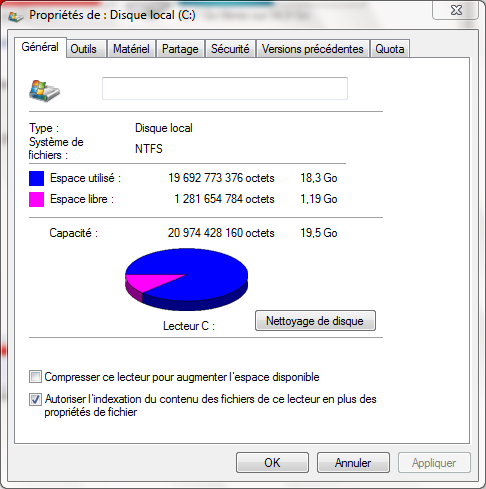 Propriétés de : Disque local (C:)
Général Outils Matériel Partage Sécurité Versions précédentes Quota
Type : Disque local
Système de fichiers : NTFS
Espace utilisé : 19 692 773 376 octets 18,3 Go
Espace libre : 1 281 654 784 octets 1,19 Go
Capacité : 20 974 428 160 octets 19,5 Go
Lecteur C :
Nettoyage de disque
Compresser ce lecteur pour augmenter l'espace disponible
Autoriser l'indexation du contenu des fichiers de ce lecteur en plus des
propriétés de fichier
OK Annuler Appliquer